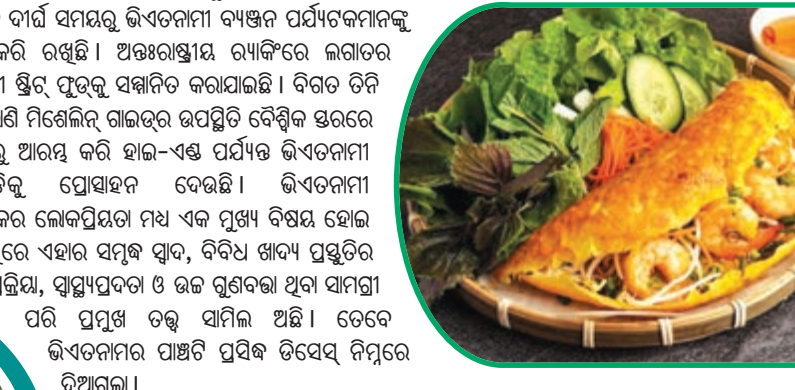 ଦୀର୍ଘ ସମୟରୁ ଭିଏତନାମୀ ବ୍ୟଞ୍ଜନ ପର୍ଯ୍ୟଟକମାନଙ୍କୁ
କରି ରଖିଛି। ଅନ୍ତଃରାଷ୍ଟ୍ରୀୟ ର୍‍ୟାକିଂରେ ଲଗାତର
ଷ୍ଟ୍ରିଟ୍ ଫୁଡ୍‌କୁ ସମ୍ମାନିତ କରାଯାଇଛି। ବିଗତ ତିନି
ମିଶେଲିନ୍ ଗାଇଡ୍‌ର ଉପସ୍ଥିତି ବୈଶ୍ୱିକ ସ୍ତରରେ
ଆରମ୍ଭ କରି ହାଇ-ଏଣ୍ଡ ପର୍ଯ୍ୟନ୍ତ ଭିଏତନାମୀ
ପ୍ରୋତ୍ସାହନ ଦେଉଛି। ଭିଏତନାମୀ
ଲୋକପ୍ରିୟତା ମଧ୍ୟ ଏକ ମୁଖ୍ୟ ବିଷୟ ହୋଇ
ଏହାର ସମୃଦ୍ଧ ସ୍ୱାଦ, ବିବିଧ ଖାଦ୍ୟ ପ୍ରସ୍ତୁତିର
ସ୍ୱାସ୍ଥ୍ୟପ୍ରଦତା ଓ ଉଚ୍ଚ ଗୁଣବତ୍ତା ଥିବା ସାମଗ୍ରୀ
ପରି ପ୍ରମୁଖ ତତ୍ତ୍ୱ ସାମିଲ ଅଛି। ତେବେ
ଭିଏତନାମର ପାଞ୍ଚଟି ପ୍ରସିଦ୍ଧ ଡିସେସ୍ ନିମ୍ନରେ
ଦିଆଗଲା।